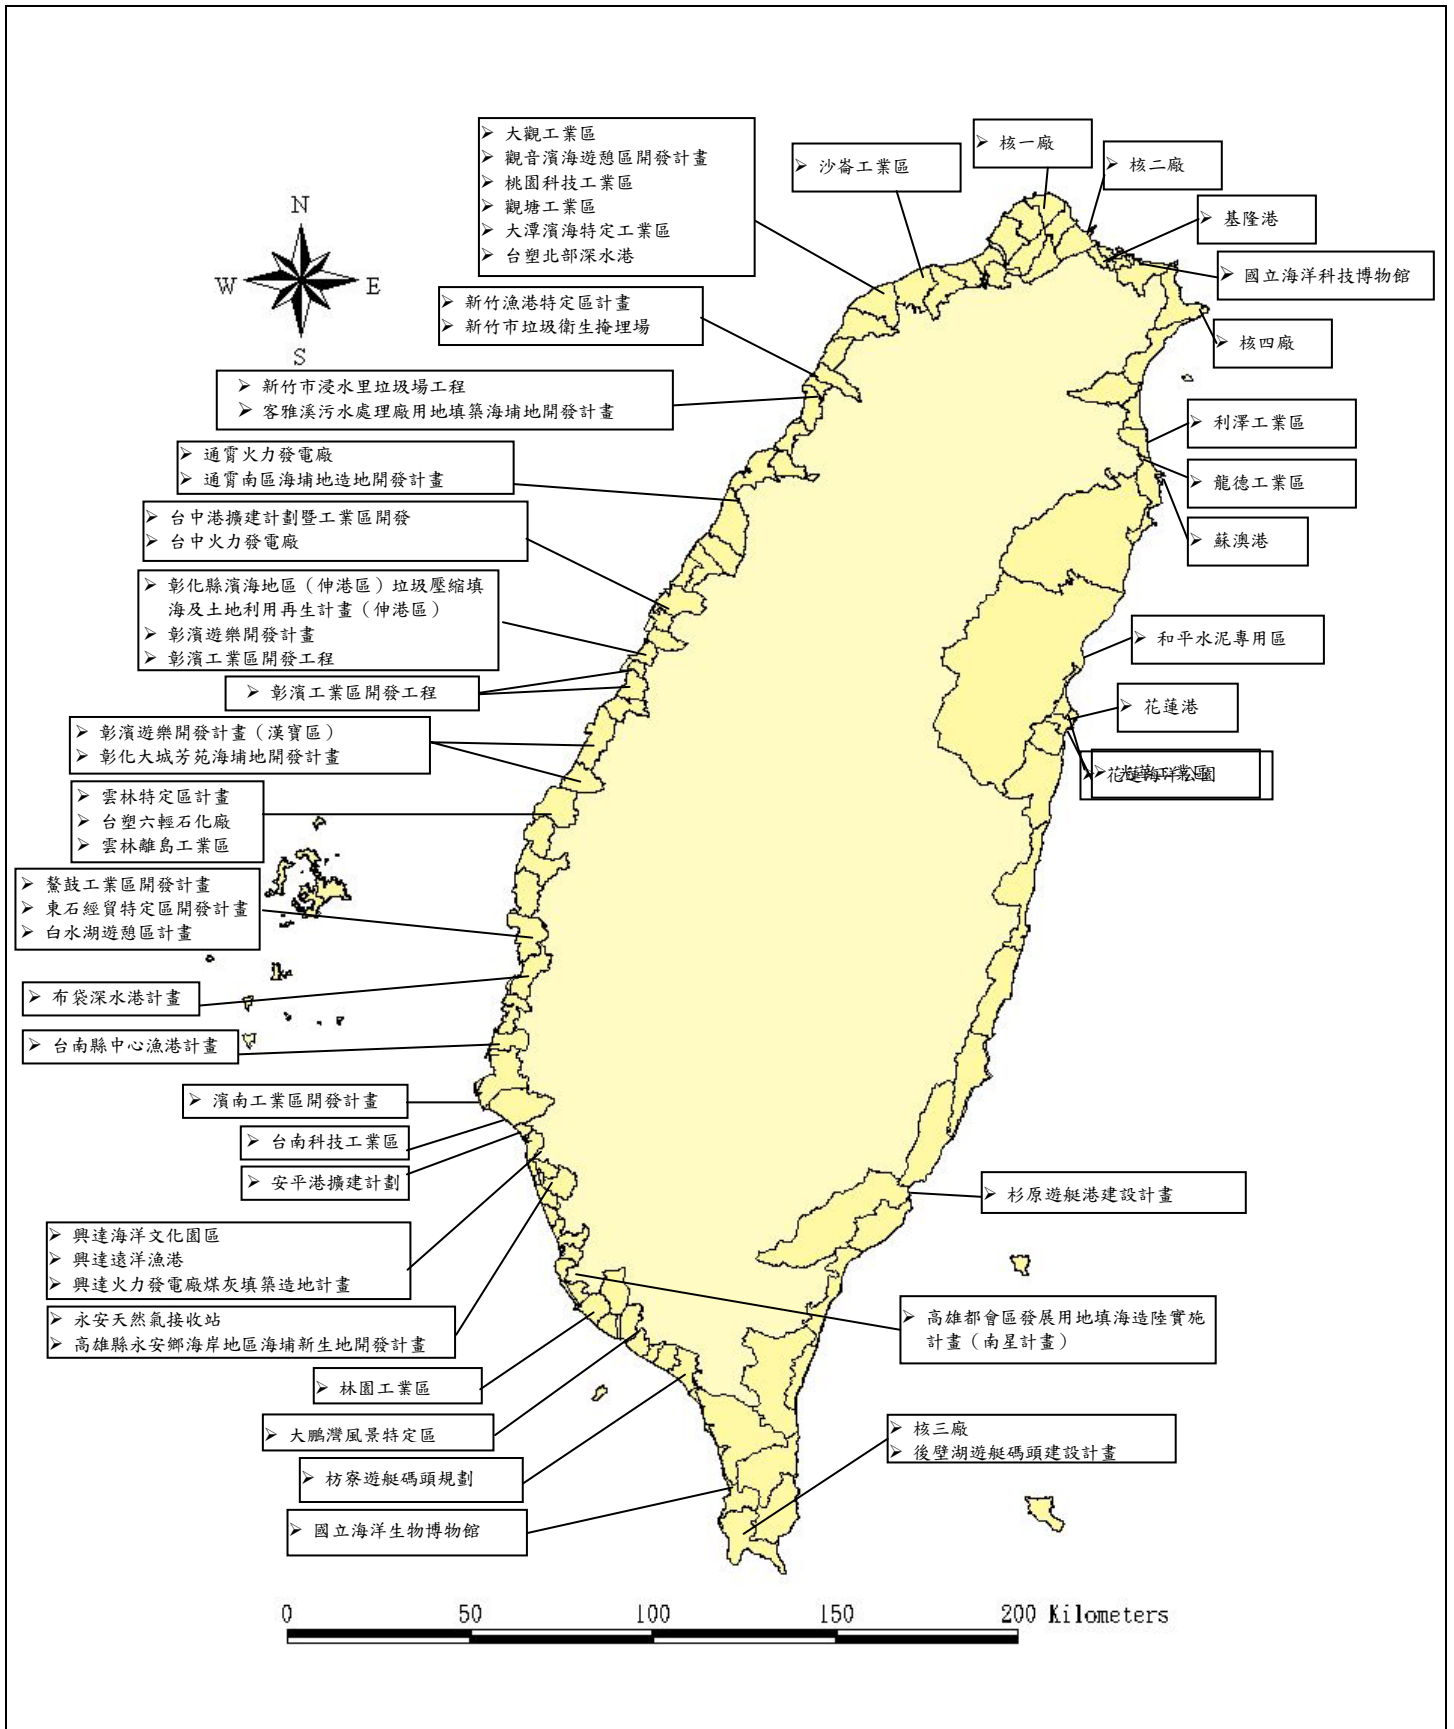 ➢ 大觀工業區
➢ 觀音濱海遊憩區開發計畫
➢ 桃園科技工業區
➢ 觀塘工業區
➢ 大潭濱海特定工業區
➢ 台塑北部深水港
➢ 沙崙工業區
➢ 核一廠
➢ 核二廠
➢ 基隆港
➢ 國立海洋科技博物館
➢ 核四廠
N
W
E
S
➢ 新竹漁港特定區計畫
➢ 新竹市垃圾衛生掩埋場
➢ 新竹市浸水里垃圾場工程
➢ 客雅溪污水處理廠用地填築海埔地開發計畫
➢ 利澤工業區
➢ 龍德工業區
➢ 蘇澳港
➢ 通霄火力發電廠
➢ 通霄南區海埔地造地開發計畫
➢ 台中港擴建計劃暨工業區開發
➢ 台中火力發電廠
➢ 彰化縣濱海地區（伸港區）垃圾壓縮填
海及土地利用再生計畫（伸港區）
➢ 彰濱遊樂開發計畫
➢ 彰濱工業區開發工程
➢ 彰濱工業區開發工程
➢ 和平水泥專用區
➢ 花蓮港
➢ 花蓮海洋公園
➢ 彰濱遊樂開發計畫（漢寶區）
➢ 彰化大城芳苑海埔地開發計畫
➢ 雲林特定區計畫
➢ 台塑六輕石化廠
➢ 雲林離島工業區
➢ 鰲鼓工業區開發計畫
➢ 東石經貿特定區開發計畫
➢ 白水湖遊憩區計畫
➢ 布袋深水港計畫
➢ 台南縣中心漁港計畫
➢ 濱南工業區開發計畫
➢ 台南科技工業區
➢ 安平港擴建計劃
➢ 杉原遊艇港建設計畫
➢ 興達海洋文化園區
➢ 興達遠洋漁港
➢ 興達火力發電廠煤灰填築造地計畫
➢ 永安天然氣接收站
➢ 高雄縣永安鄉海岸地區海埔新生地開發計畫
➢ 高雄都會區發展用地填海造陸實施
計畫（南星計畫）
➢ 林園工業區
➢ 大鵬灣風景特定區
➢ 枋寮遊艇碼頭規劃
➢ 國立海洋生物博物館
➢ 核三廠
➢ 後壁湖遊艇碼頭建設計畫
0 50 100 150 200 Kilometers